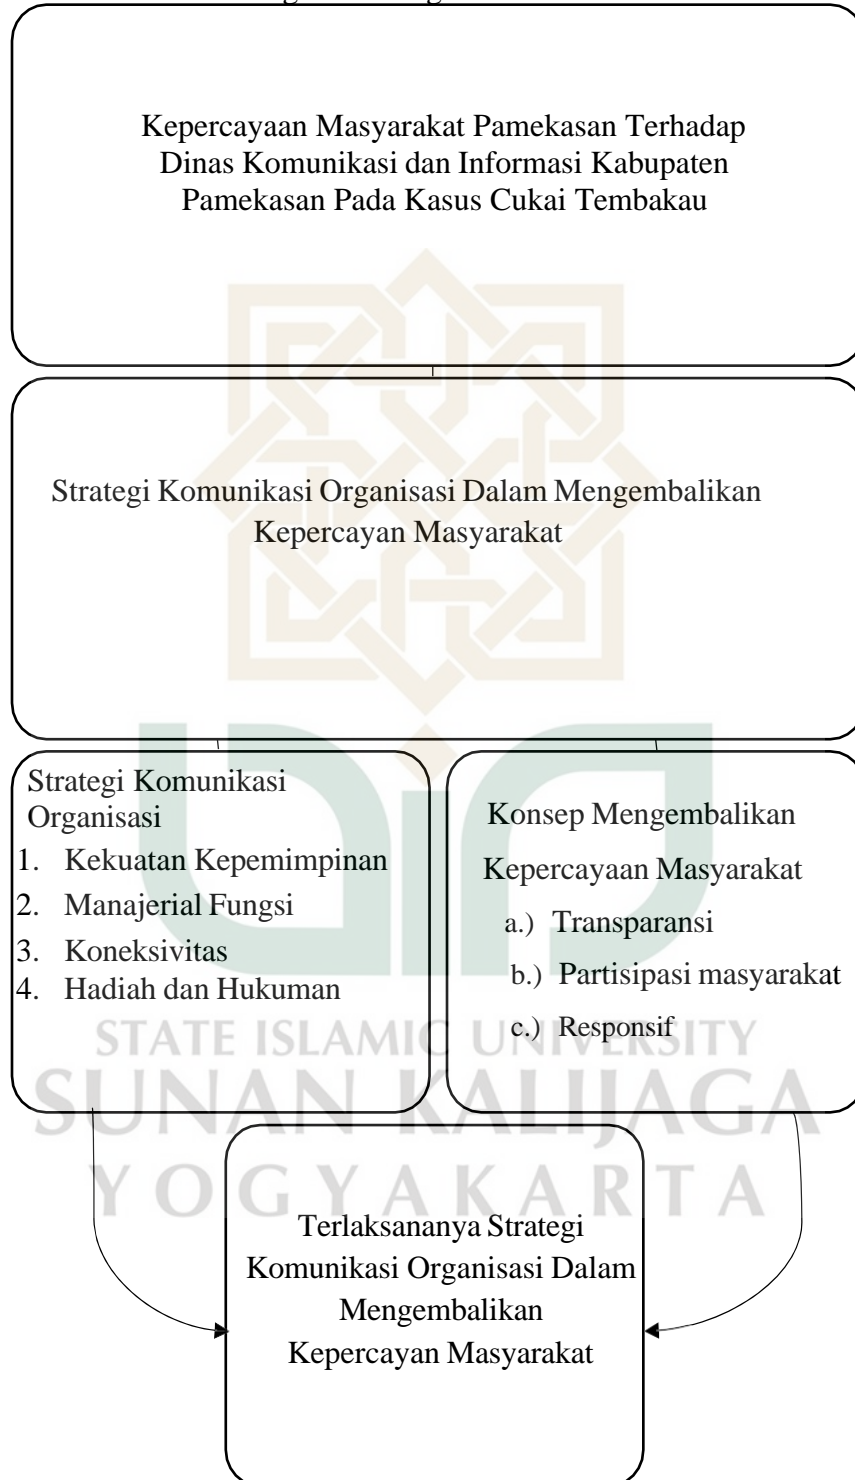 Kepercayaan Masyarakat Pamekasan Terhadap
Dinas Komunikasi dan Informasi Kabupaten
Pamekasan Pada Kasus Cukai Tembakau
Strategi Komunikasi Organisasi Dalam Mengembalikan
Kepercayan Masyarakat
Strategi Komunikasi
Organisasi
1. Kekuatan Kepemimpinan
2. Manajerial Fungsi
3. Koneksivitas
4. Hadiah dan Hukuman
Konsep Mengembalikan
Kepercayaan Masyarakat
a.) Transparansi
b.) Partisipasi masyarakat
c.) Responsif
STATE ISLAMIC UNIVERSITY
SUNAN KALIJAGA
YOGYAKARTA
Terlaksananya Strategi
Komunikasi Organisasi Dalam
Mengembalikan
Kepercayan Masyarakat